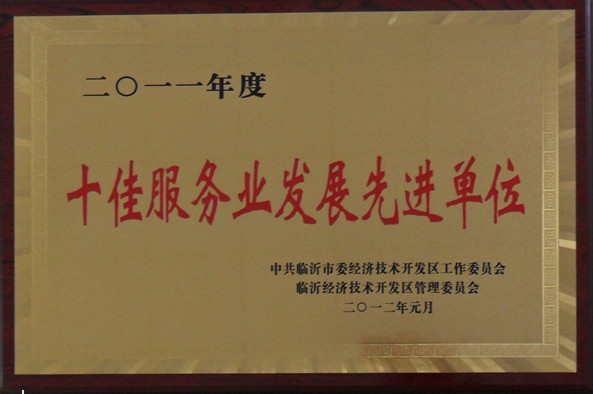 二〇一一年度
十佳服务业发展先进单位
中共临沂市委经济技术开发区工作委员会
临沂经济技术开发区管理委员会
二〇一二年元月